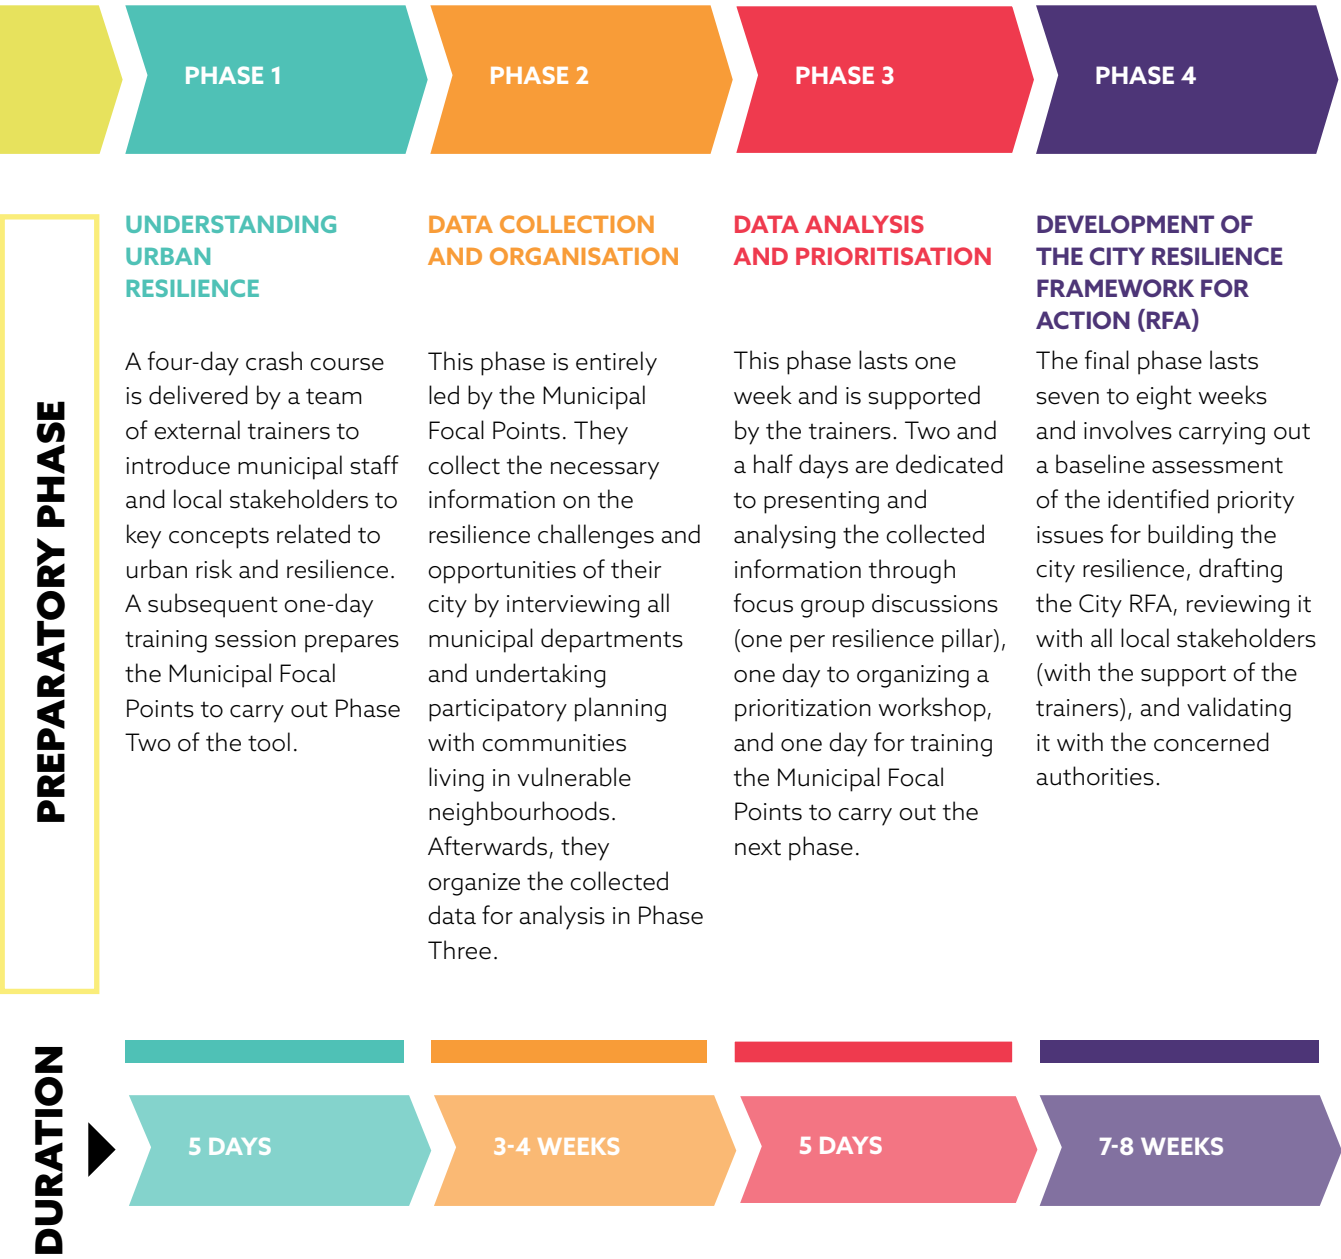 PHASE 1
PHASE 2
PHASE 3
PHASE 4
PREPARATORY PHASE
UNDERSTANDING
URBAN
RESILIENCE
A four-day crash course
is delivered by a team
of external trainers to
introduce municipal staff
and local stakeholders to
key concepts related to
urban risk and resilience.
A subsequent one-day
training session prepares
the Municipal Focal
Points to carry out Phase
Two of the tool.
DATA COLLECTION
AND ORGANISATION
This phase is entirely
led by the Municipal
Focal Points. They
collect the necessary
information on the
resilience challenges and
opportunities of their
city by interviewing all
municipal departments
and undertaking
participatory planning
with communities
living in vulnerable
neighbourhoods.
Afterwards, they
organize the collected
data for analysis in Phase
Three.
DATA ANALYSIS
AND PRIORITISATION
This phase lasts one
week and is supported
by the trainers. Two and
a half days are dedicated
to presenting and
analysing the collected
information through
focus group discussions
(one per resilience pillar),
one day to organizing a
prioritization workshop,
and one day for training
the Municipal Focal
Points to carry out the
next phase.
DEVELOPMENT OF
THE CITY RESILIENCE
FRAMEWORK FOR
ACTION (RFA)
The final phase lasts
seven to eight weeks
and involves carrying out
a baseline assessment
of the identified priority
issues for building the
city resilience, drafting
the City RFA, reviewing it
with all local stakeholders
(with the support of the
trainers), and validating
it with the concerned
authorities.
DURATION
5 DAYS
3-4 WEEKS
5 DAYS
7-8 WEEKS